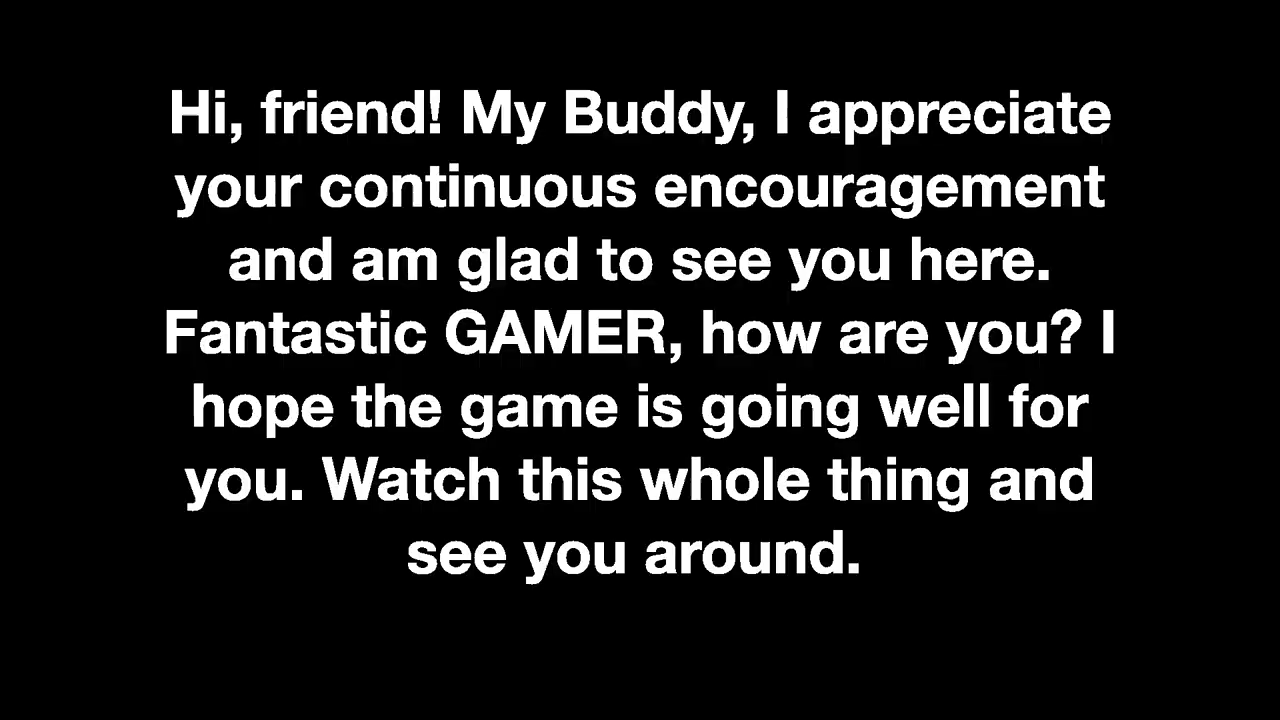 Hi, friend! My Buddy, I appreciate
your continuous encouragement
and am glad to see you here.
Fantastic GAMER, how are you? I
hope the game is going well for
you. Watch this whole thing and
see you around.